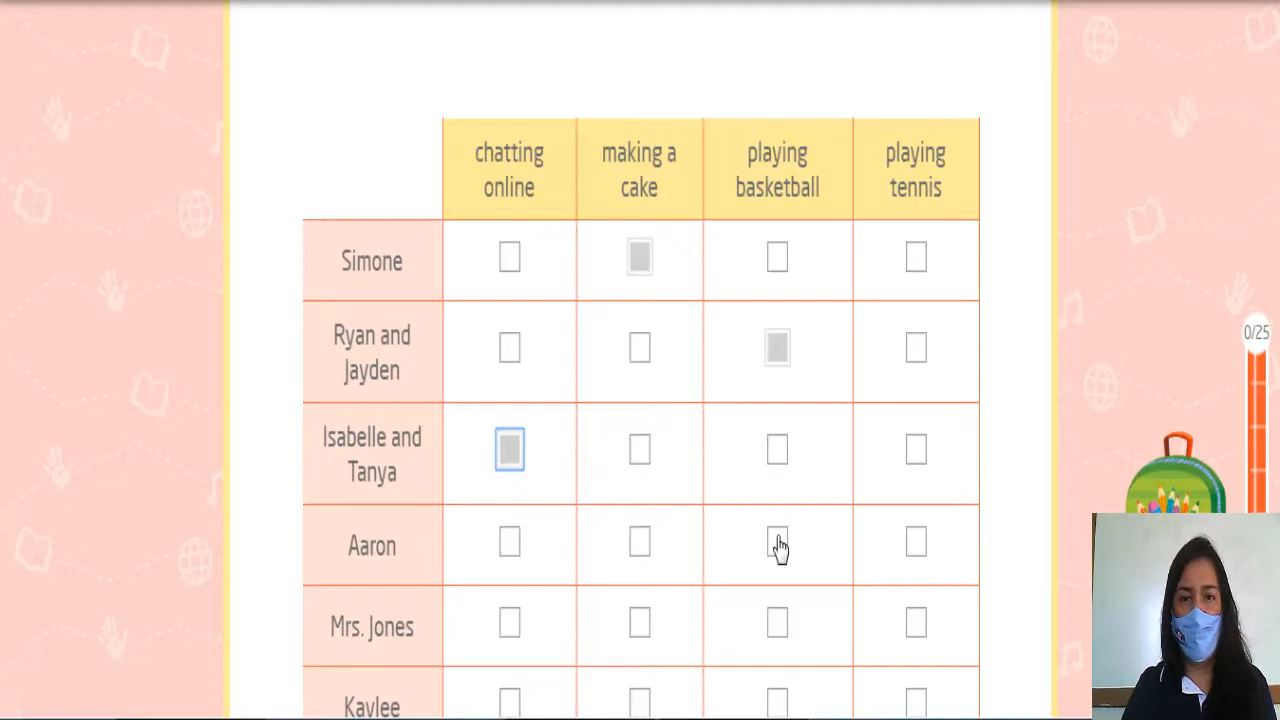 chatting
online
making a
cake
playing
basketball
playing
tennis
Simone
Ryan and
Jayden
0/25
Isabelle and
Tanya
Aaron
Mrs. Jones
Kaylee